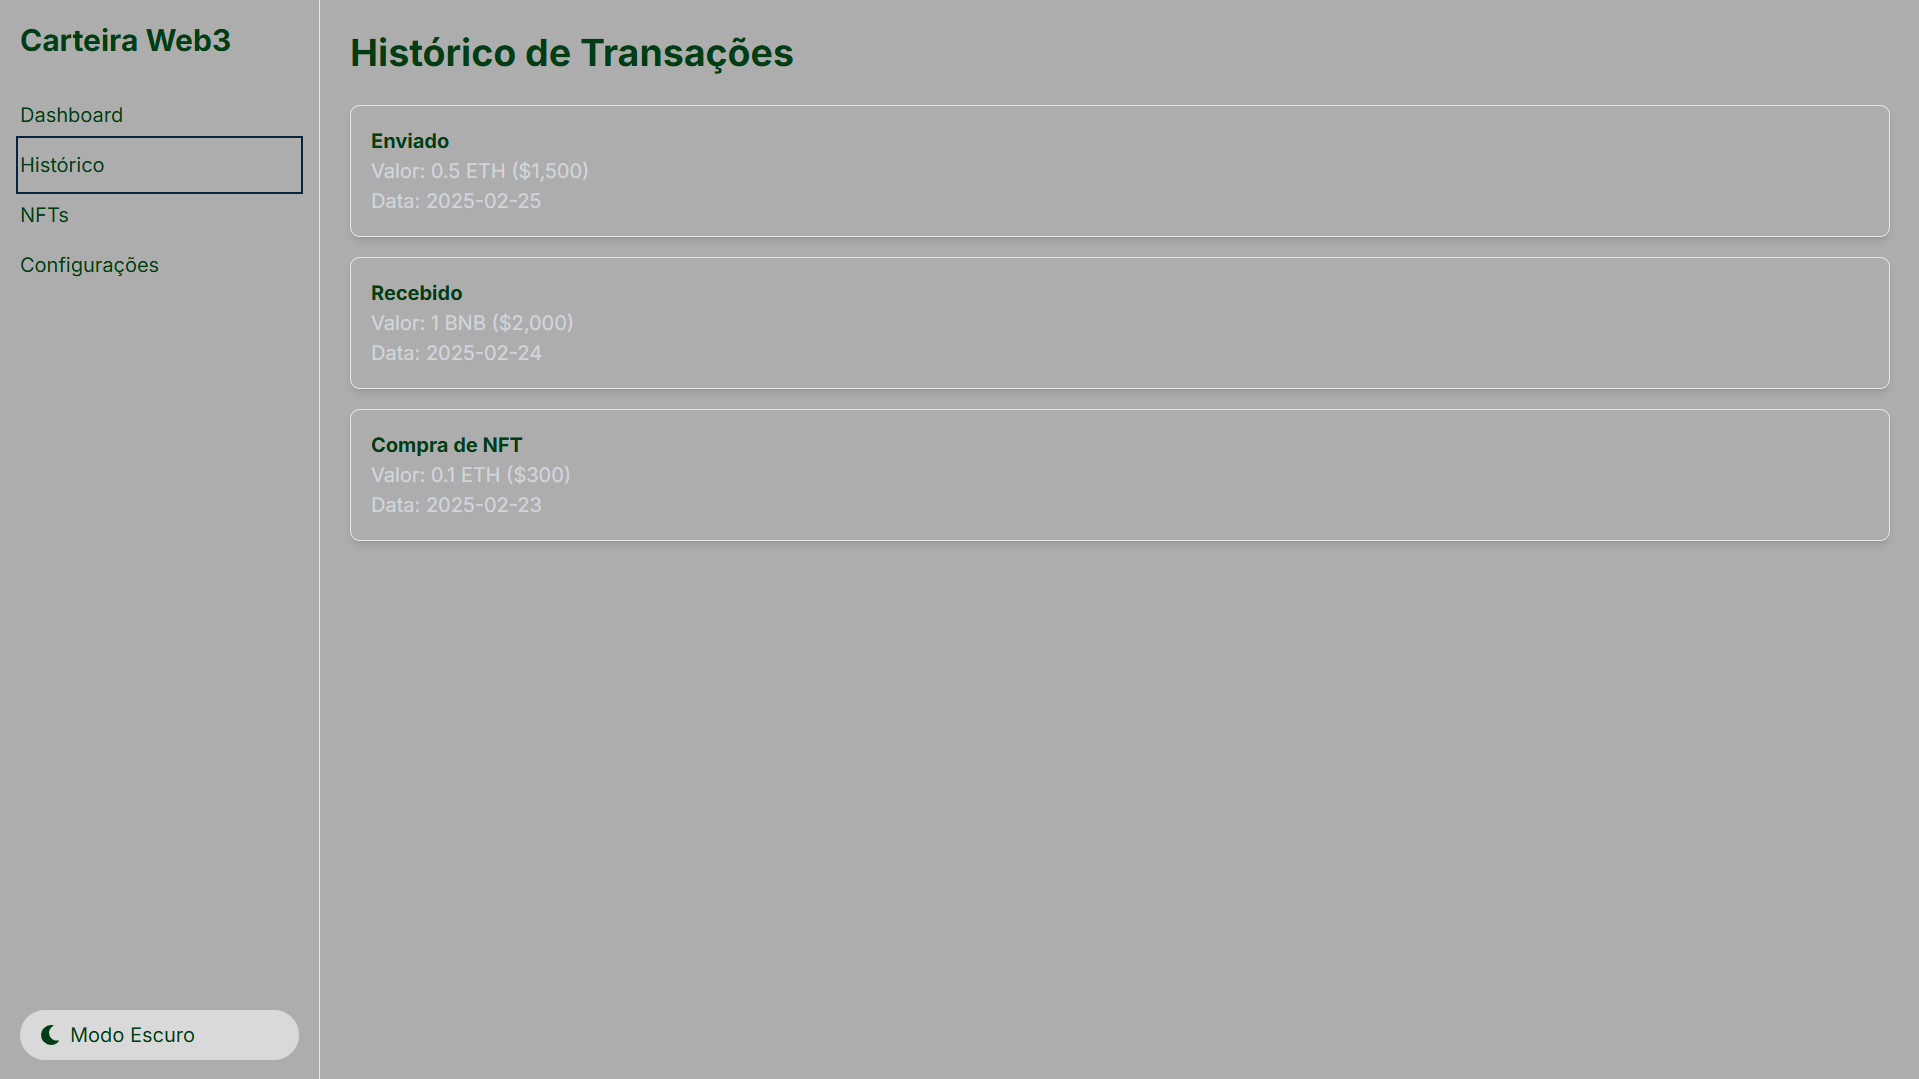 Carteira Web3
Dashboard
Histórico
NFTs
Configurações
Modo Escuro
Histórico de Transações
Enviado
Valor: 0.5 ETH ($1,500)
Data: 2025-02-25
Recebido
Valor: 1 BNB ($2,000)
Data: 2025-02-24
Compra de NFT
Valor: 0.1 ETH ($300)
Data: 2025-02-23